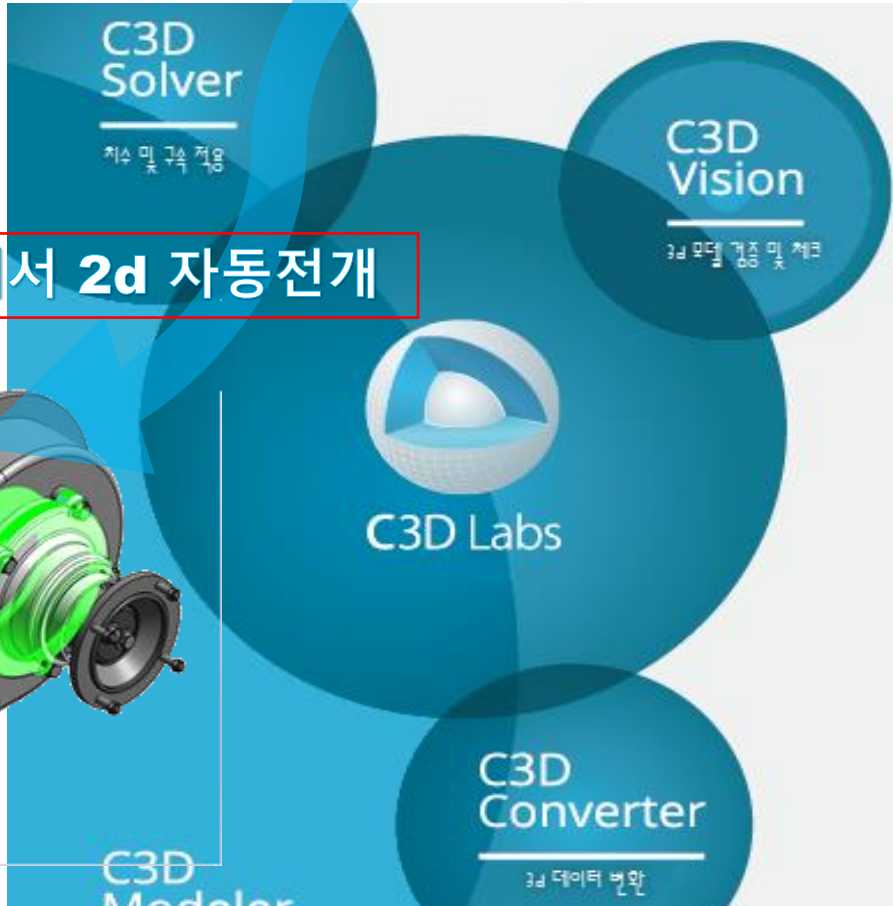 C3D
Solver
치수 및 구속 적용
C3D
Vision
3d 모델 검증 및 체크
서 2d 자동전개
C3D Labs
C3D
Converter
3d 데이터 변환
C3D
Modeler